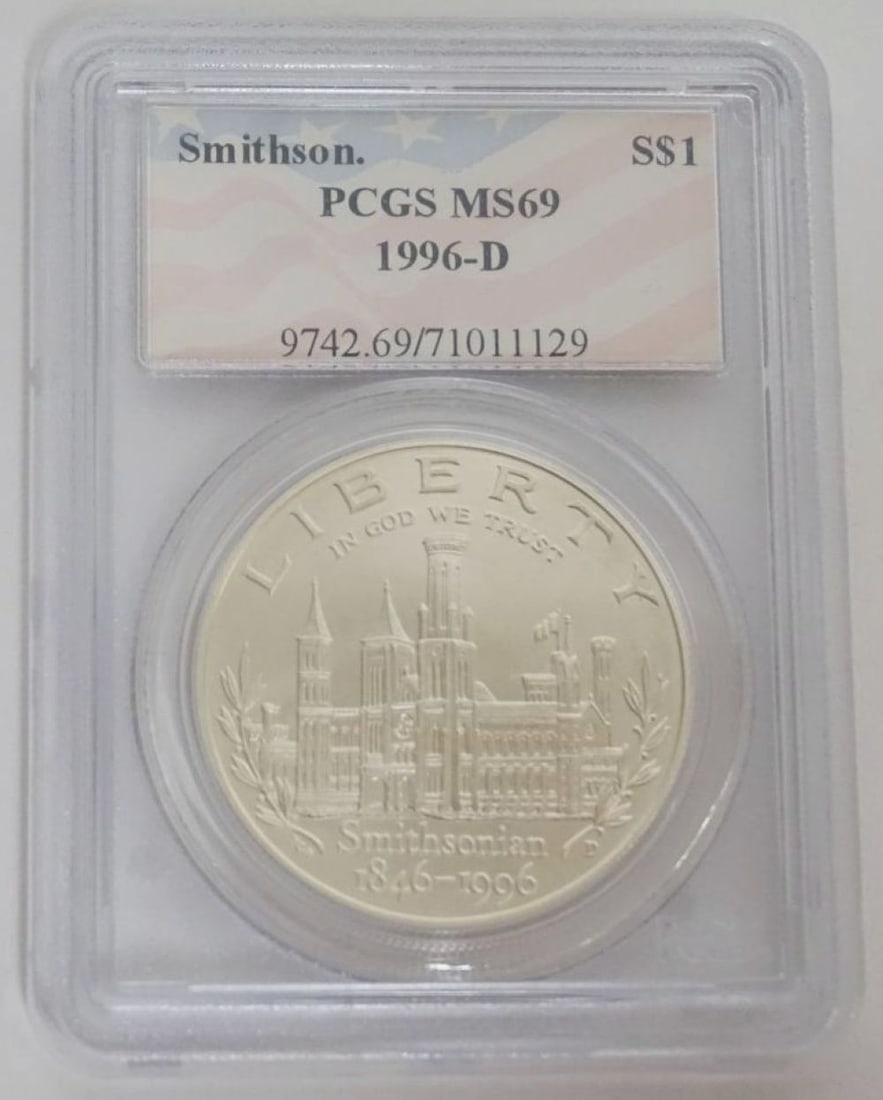 Smithson. S$1
PCGS MS69
1996-D
9742.69/71011129
LIBERTY
IN GOD WE TRUST
Smithsonian
D
1846-1996